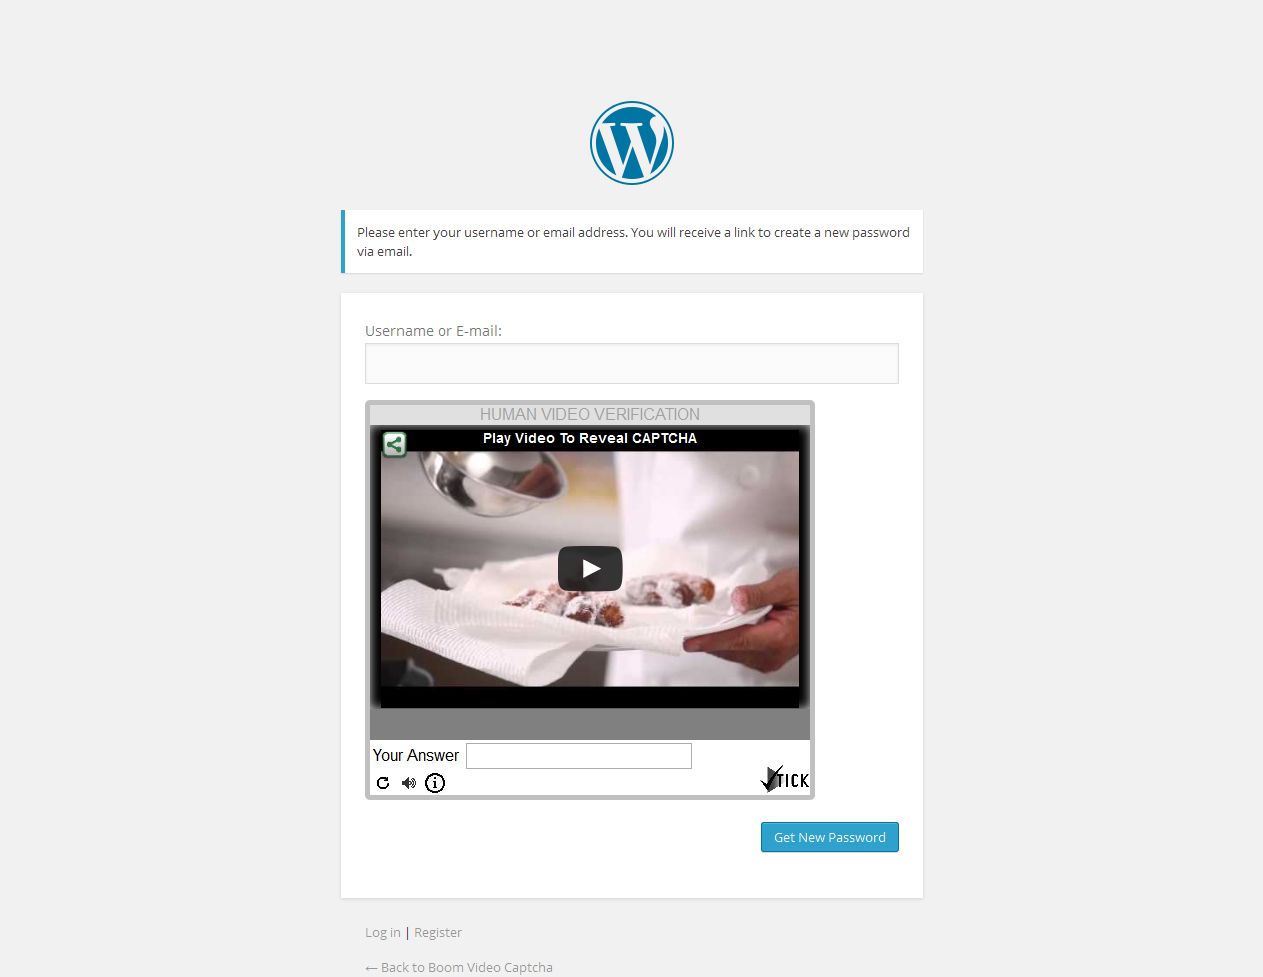 Please enter your username or email address. You will receive a link to create a new password
via email.
Username or E-mail:
HUMAN VIDEO VERIFICATION
Play Video To Reveal CAPTCHA
Your Answer
TICK
Get New Password
Log in | Register
← Back to Boom Video Captcha